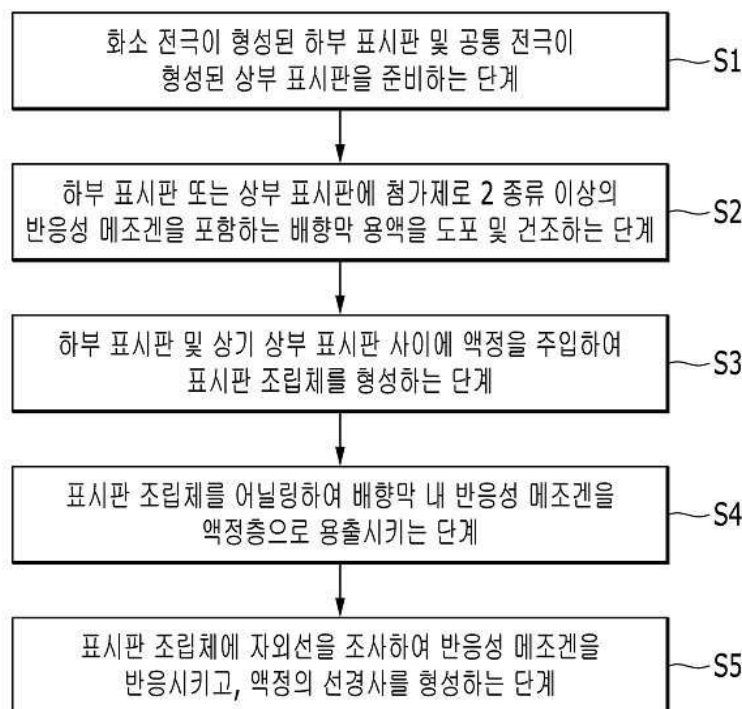 화소 전극이 형성된 하부 표시판 및 공통 전극이
형성된 상부 표시판을 준비하는 단계
S1
하부 표시판 또는 상부 표시판에 첨가제로 2 종류 이상의
반응성 메조겐을 포함하는 배향막 용액을 도포 및 건조하는 단계
S2
하부 표시판 및 상기 상부 표시판 사이에 액정을 주입하여
표시판 조립체를 형성하는 단계
S3
표시판 조립체를 어닐링하여 배향막 내 반응성 메조겐을
액정층으로 용출시키는 단계
S4
표시판 조립체에 자외선을 조사하여 반응성 메조겐을
반응시키고, 액정의 선경사를 형성하는 단계
S5